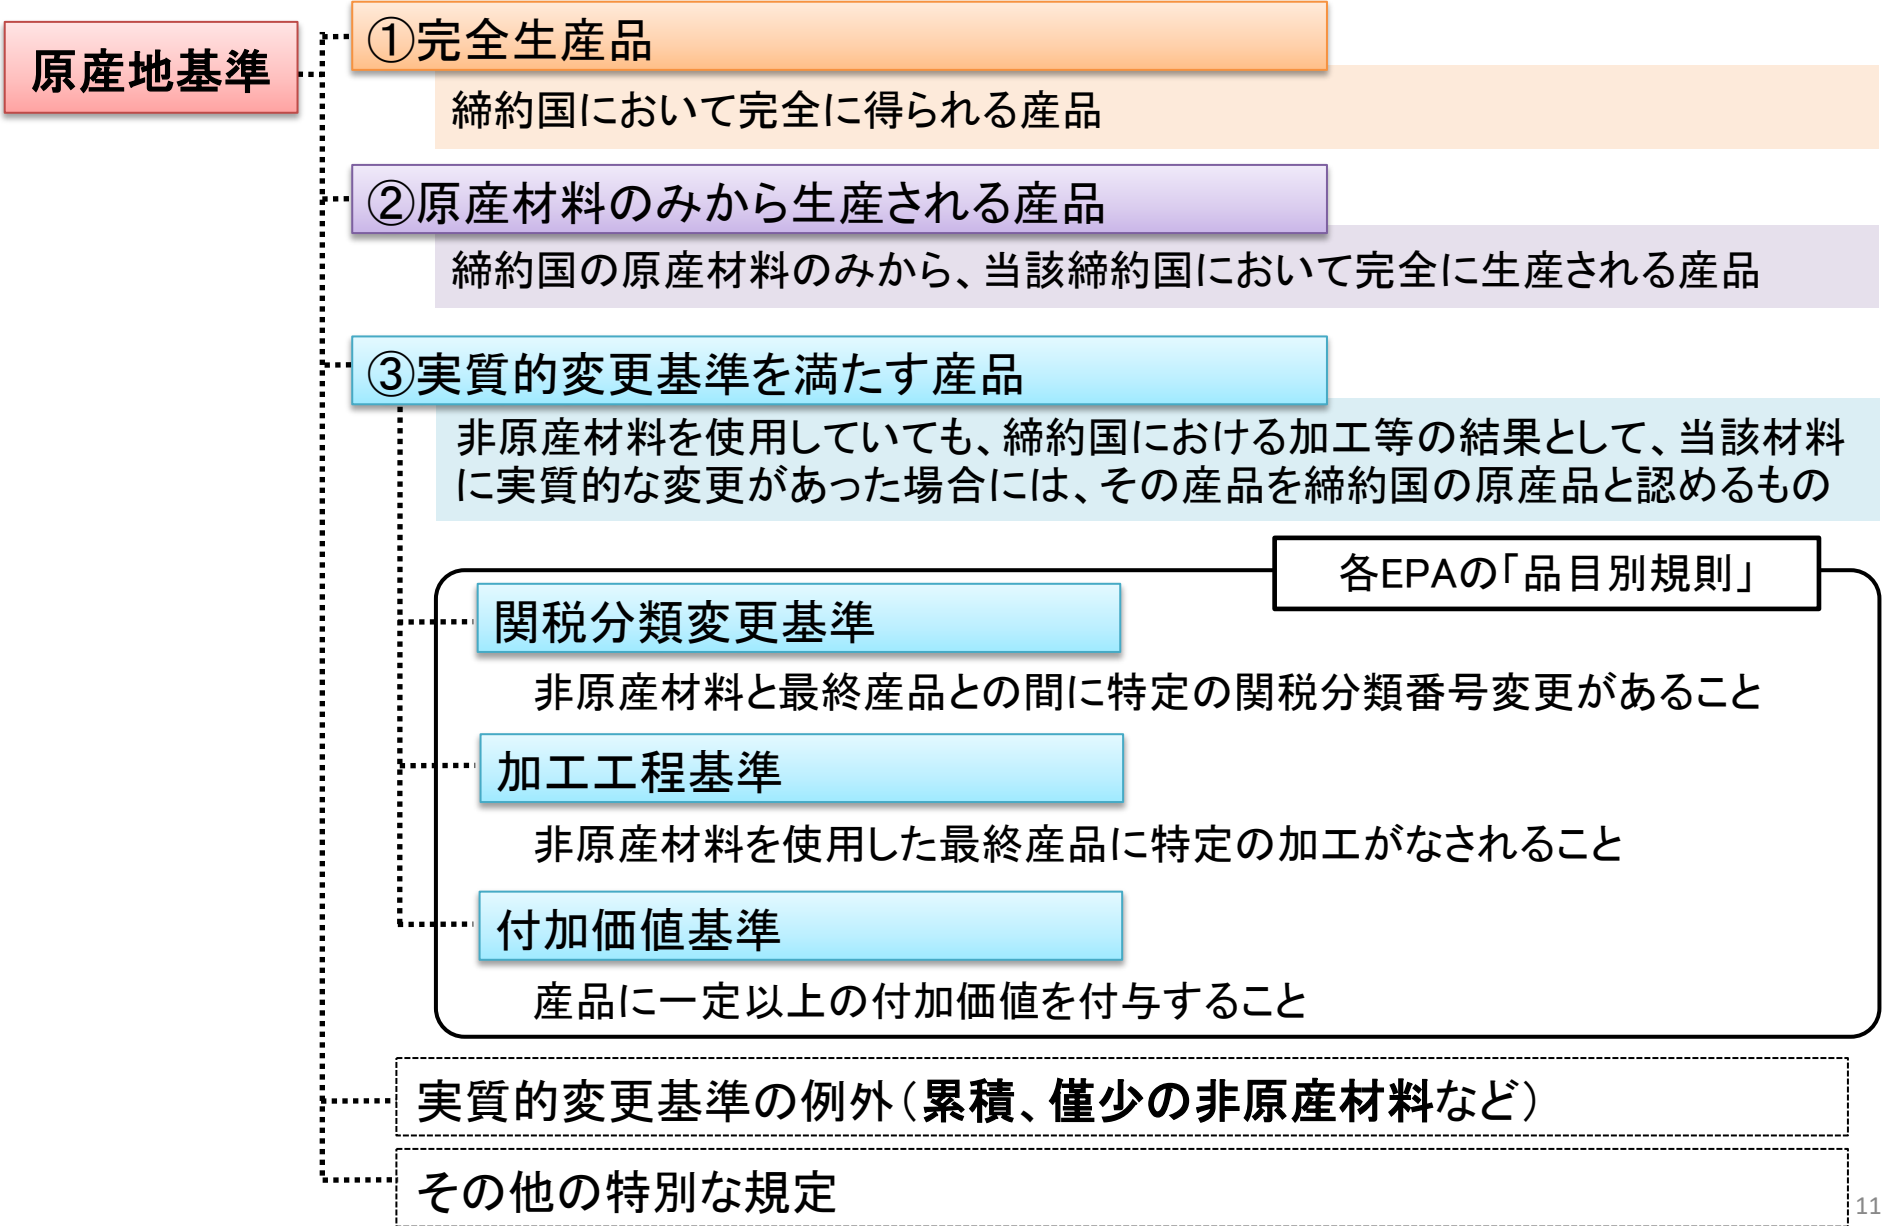 原産地基準
①完全生産品
締約国において完全に得られる産品
②原産材料のみから生産される産品
締約国の原産材料のみから、当該締約国において完全に生産される産品
③実質的変更基準を満たす産品
非原産材料を使用していても、締約国における加工等の結果として、当該材料
に実質的な変更があった場合には、その産品を締約国の原産品と認めるもの
各EPAの「品目別規則」
関税分類変更基準
非原産材料と最終産品との間に特定の関税分類番号変更があること
加工工程基準
非原産材料を使用した最終産品に特定の加工がなされること
付加価値基準
産品に一定以上の付加価値を付与すること
実質的変更基準の例外（累積、僅少の非原産材料など）
その他の特別な規定
11